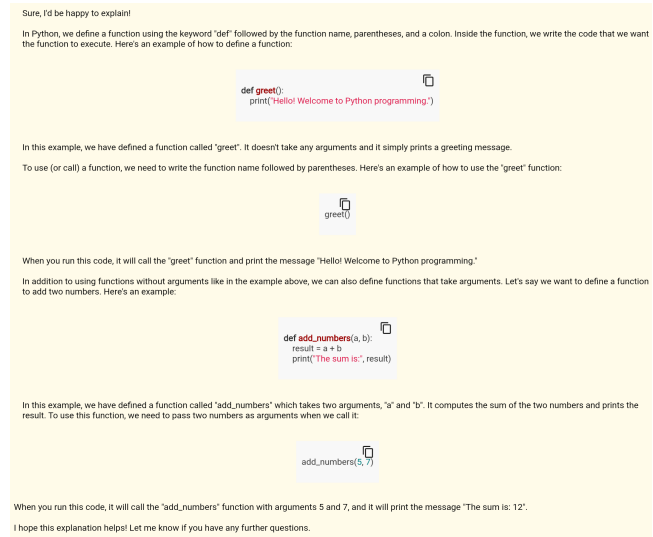 Sure, I'd be happy to explain!
In Python, we define a function using the keyword "def" followed by the function name, parentheses, and a colon. Inside the function, we write the code that we want
the function to execute. Here's an example of how to define a function:
def greet():
print("Hello! Welcome to Python programming.")
In this example, we have defined a function called "greet". It doesn't take any arguments and it simply prints a greeting message.
To use (or call) a function, we need to write the function name followed by parentheses. Here's an example of how to use the "greet" function:
greet()
When you run this code, it will call the "greet" function and print the message "Hello! Welcome to Python programming."
In addition to using functions without arguments like in the example above, we can also define functions that take arguments. Let's say we want to define a function
to add two numbers. Here's an example:
def add_numbers(a, b):
result = a + b
print("The sum is:", result)
In this example, we have defined a function called "add_numbers" which takes two arguments, "a" and "b". It computes the sum of the two numbers and prints the
result. To use this function, we need to pass two numbers as arguments when we call it:
add_numbers(5, 7)
When you run this code, it will call the "add_numbers" function with arguments 5 and 7, and it will print the message "The sum is: 12".
I hope this explanation helps! Let me know if you have any further questions.